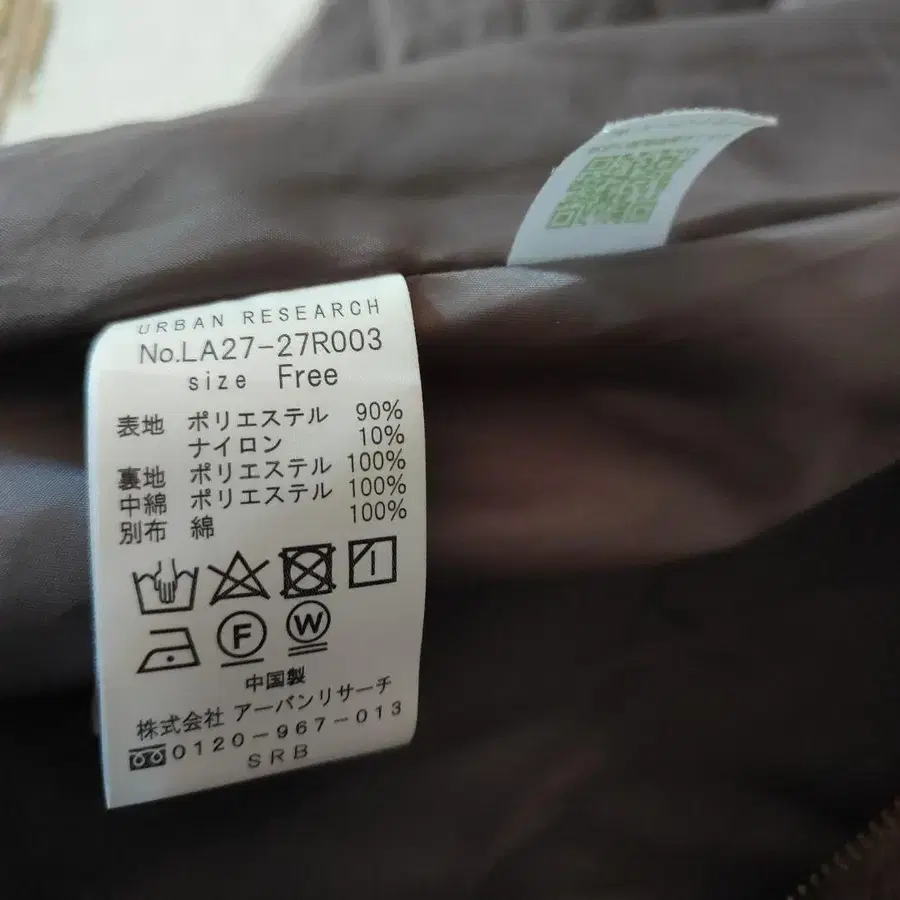 URBAN RESEARCH
No.LA27-27R003
size Free
表地 ポリエステル 90%
ナイロン 10%
裏地 ポリエステル 100%
中綿 ポリエステル 100%
別布 綿 100%
F W
中国製
株式会社 アーバンリサーチ
0120-967-013
SRB